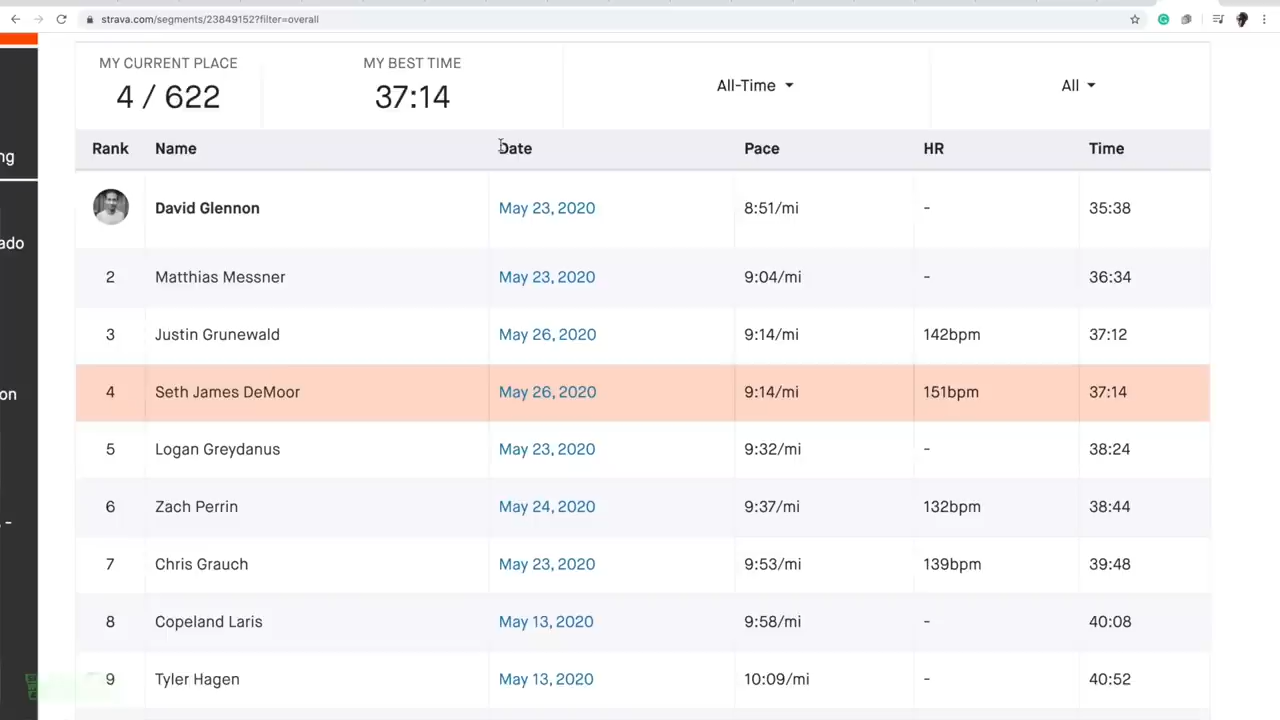 strava.com/segments/23849152?filter=overall
MY CURRENT PLACE
4 / 622
MY BEST TIME
37:14
All-Time
All
Rank Name Date Pace HR Time
David Glennon May 23, 2020 8:51/mi - 35:38
2 Matthias Messner May 23, 2020 9:04/mi - 36:34
3 Justin Grunewald May 26, 2020 9:14/mi 142bpm 37:12
4 Seth James DeMoor May 26, 2020 9:14/mi 151bpm 37:14
5 Logan Greydanus May 23, 2020 9:32/mi - 38:24
6 Zach Perrin May 24, 2020 9:37/mi 132bpm 38:44
7 Chris Grauch May 23, 2020 9:53/mi 139bpm 39:48
8 Copeland Laris May 13, 2020 9:58/mi - 40:08
9 Tyler Hagen May 13, 2020 10:09/mi - 40:52
ng
ado
on
-